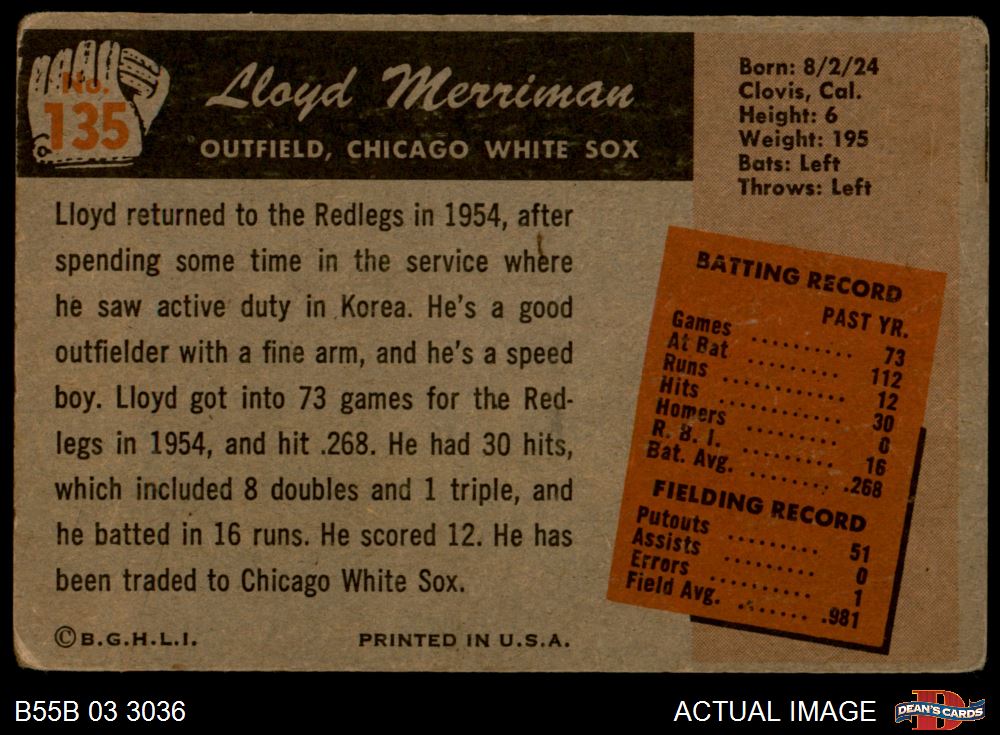 No.
135
Lloyd Merriman
OUTFIELD, CHICAGO WHITE SOX
Born: 8/2/24
Clovis, Cal.
Height: 6
Weight: 195
Bats: Left
Throws: Left
Lloyd returned to the Redlegs in 1954, after
spending some time in the service where
he saw active duty in Korea. He's a good
outfielder with a fine arm, and he's a speed
boy. Lloyd got into 73 games for the Red-
legs in 1954, and hit .268. He had 30 hits,
which included 8 doubles and 1 triple, and
he batted in 16 runs. He scored 12. He has
been traded to Chicago White Sox.
©B.G.H.L.I. PRINTED IN U.S.A.
BATTING RECORD
PAST YR.
Games .......... 73
At Bat .......... 112
Runs .......... 12
Hits .......... 30
Homers .......... 0
R. B. I. .......... 16
Bat. Avg. .......... .268
FIELDING RECORD
Putouts .......... 51
Assists .......... 0
Errors .......... 1
Field Avg. .......... .981
B55B 03 3036
ACTUAL IMAGE
D
DEAN'S CARDS